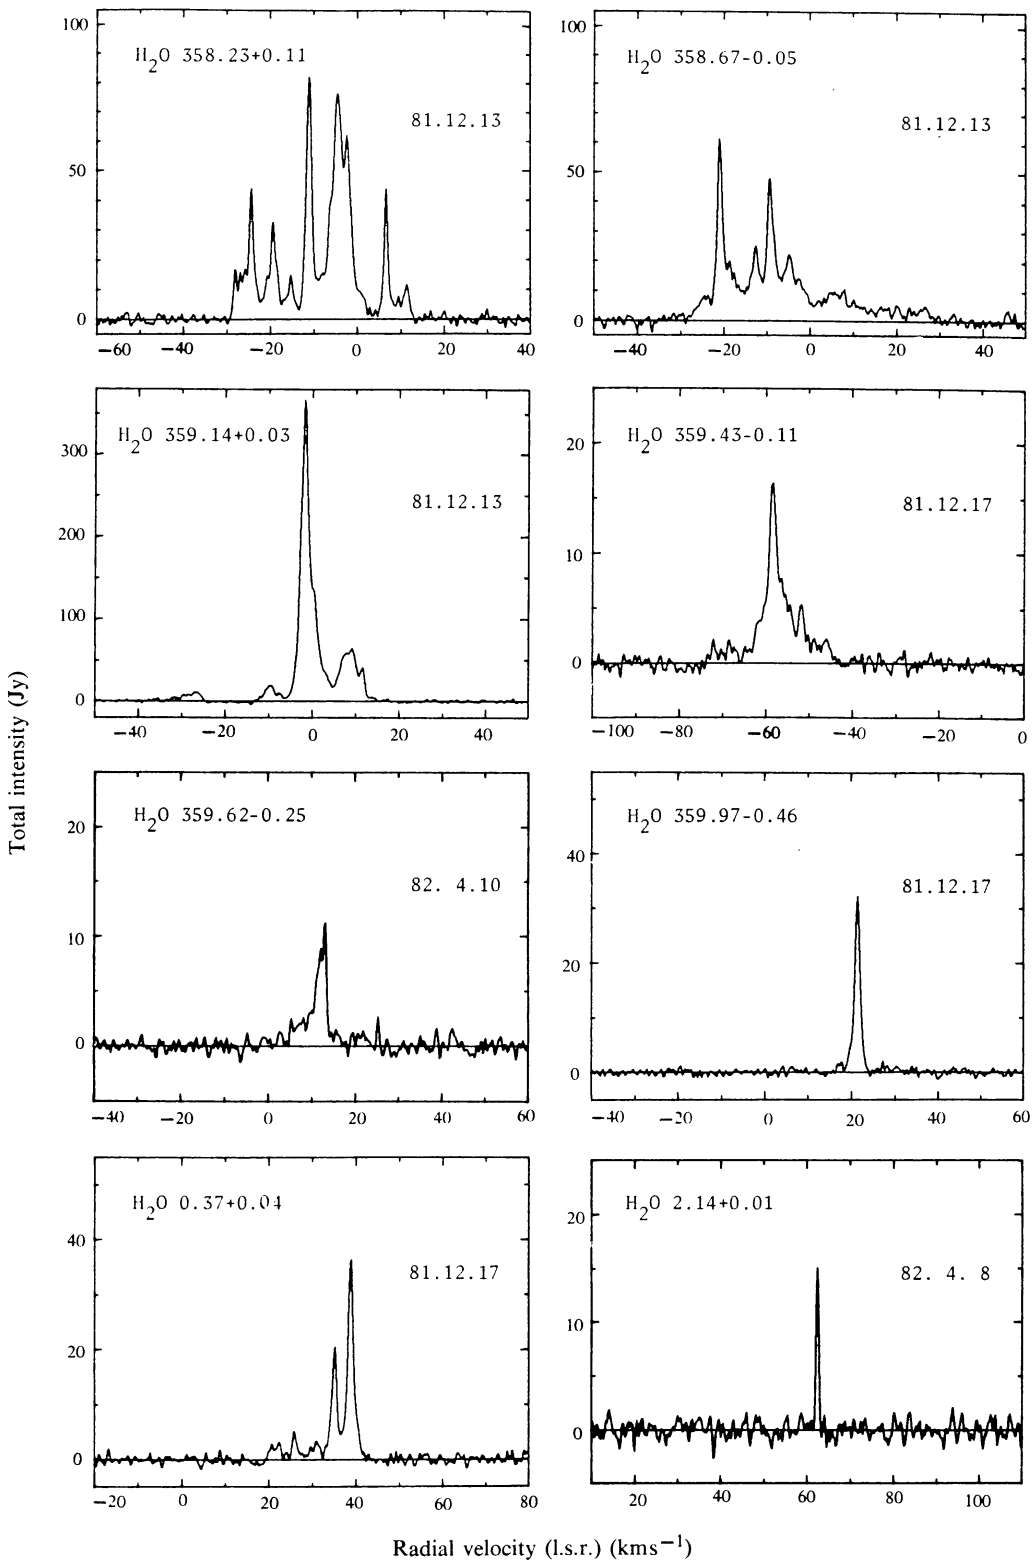 H2O 358.23+0.11
81.12.13
100
50
0
−60 −40 −20 0 20 40
H2O 358.67-0.05
81.12.13
100
50
0
−40 −20 0 20 40
H2O 359.14+0.03
81.12.13
300
200
100
0
−40 −20 0 20 40
H2O 359.43-0.11
81.12.17
20
10
0
−100 −80 −60 −40 −20 0
Total intensity (Jy)
H2O 359.62-0.25
82. 4.10
20
10
0
−40 −20 0 20 40 60
H2O 359.97-0.46
81.12.17
40
20
0
−40 −20 0 20 40 60
H2O 0.37+0.04
81.12.17
40
20
0
−20 0 20 40 60 80
H2O 2.14+0.01
82. 4. 8
20
10
0
20 40 60 80 100
Radial velocity (l.s.r.) (kms−1)